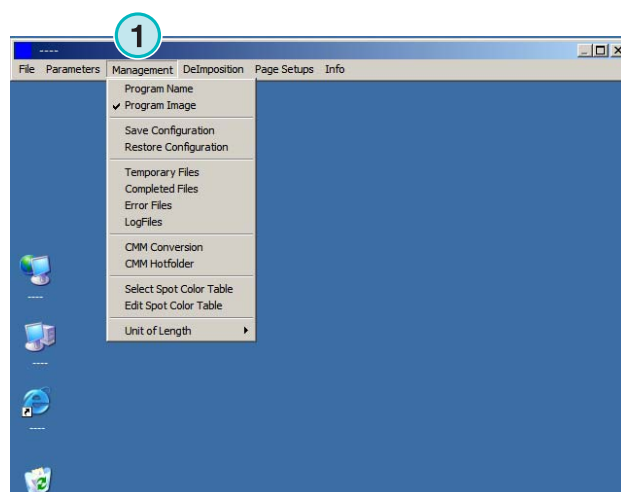 1
----
File Parameters Management DeImposition Page Setups Info
Program Name
Program Image
Save Configuration
Restore Configuration
Temporary Files
Completed Files
Error Files
LogFiles
CMM Conversion
CMM Hotfolder
Select Spot Color Table
Edit Spot Color Table
Unit of Length
----
----
----